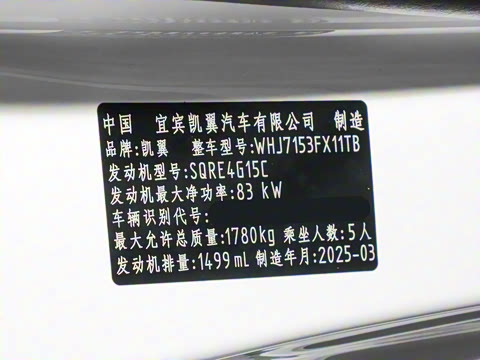 中国 宜宾凯翼汽车有限公司 制造
品牌:凯翼 整车型号:WHJ7153FX11TB
发动机型号:SQRE4G15C
发动机最大净功率:83 kW
车辆识别代号:
最大允许总质量:1780kg 乘坐人数:5人
发动机排量:1499mL 制造年月:2025-03